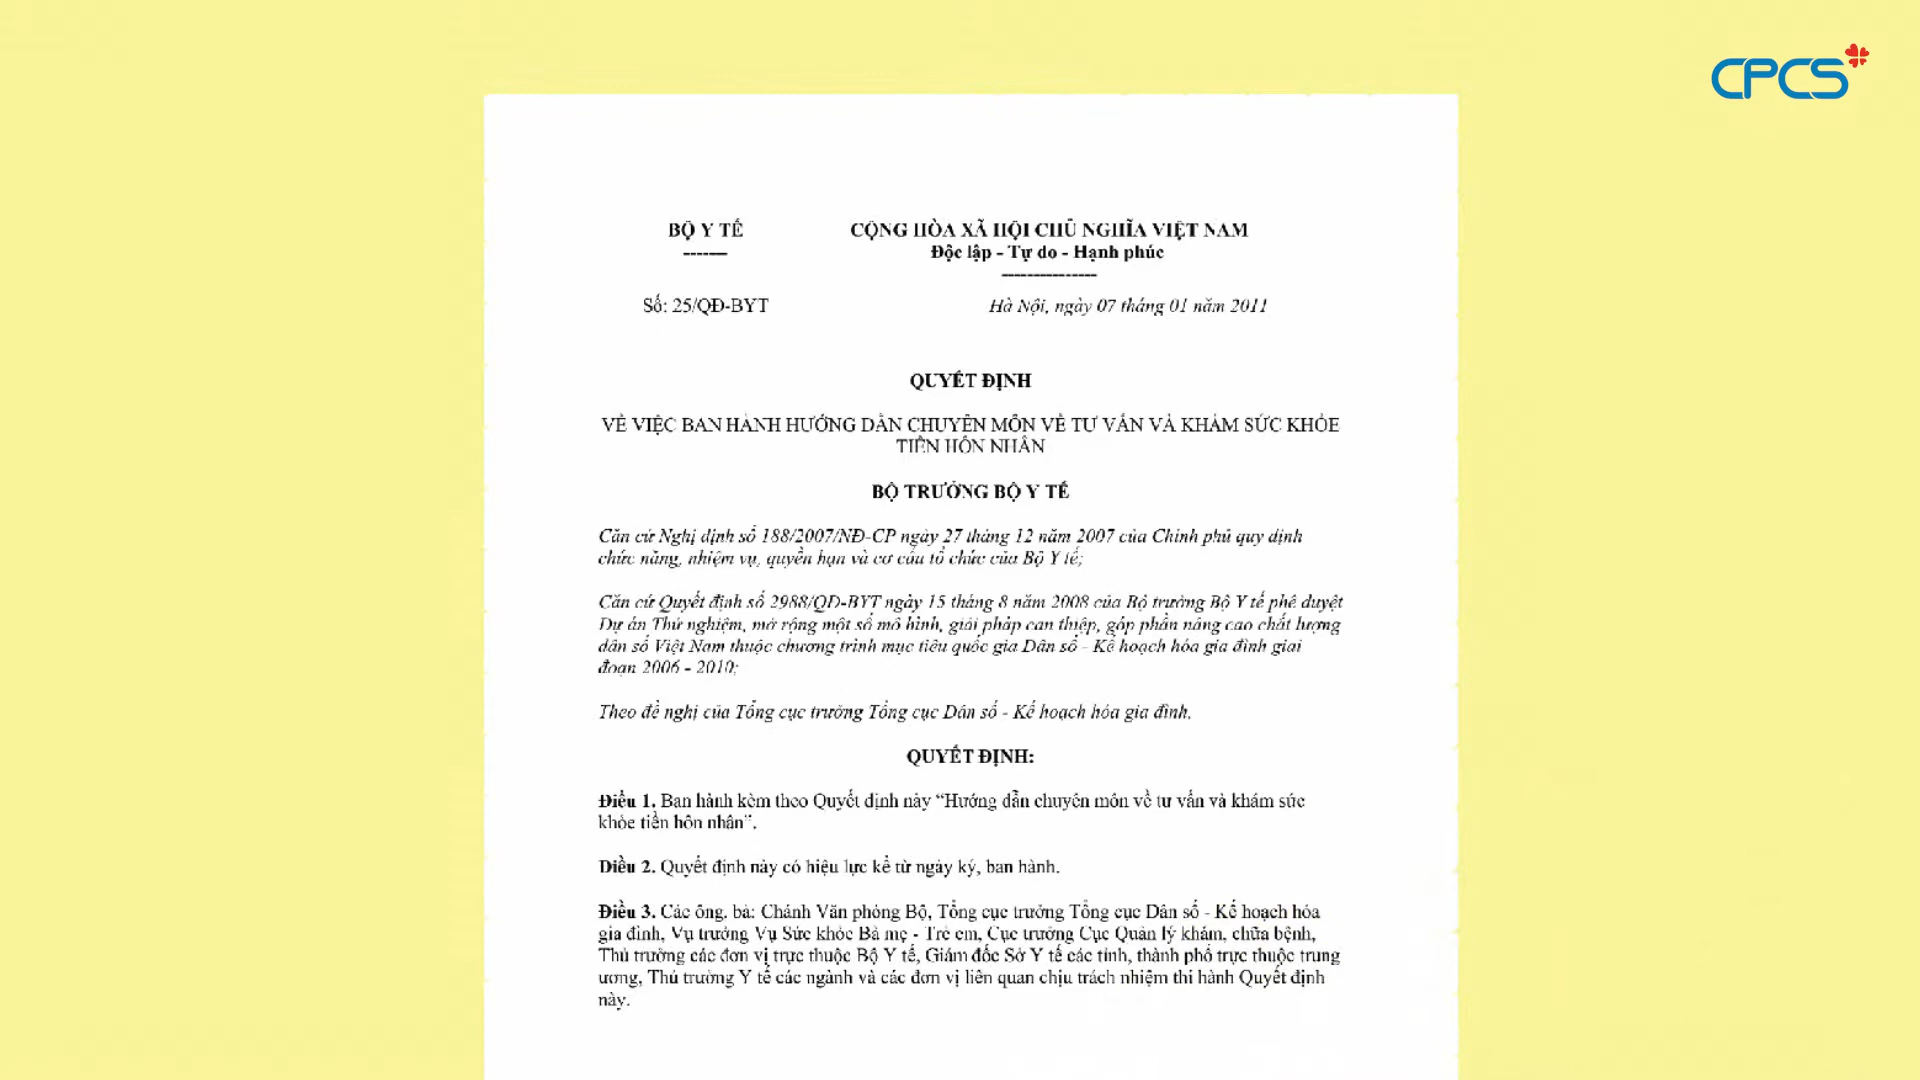 CPCS
BỘ Y TẾ
-------
CỘNG HÒA XÃ HỘI CHỦ NGHĨA VIỆT NAM
Độc lập - Tự do - Hạnh phúc
---------------
Số: 25/QĐ-BYT
Hà Nội, ngày 07 tháng 01 năm 2011
QUYẾT ĐỊNH
VỀ VIỆC BAN HÀNH HƯỚNG DẪN CHUYÊN MÔN VỀ TƯ VẤN VÀ KHÁM SỨC KHỎE
TIỀN HÔN NHÂN
BỘ TRƯỞNG BỘ Y TẾ
Căn cứ Nghị định số 188/2007/NĐ-CP ngày 27 tháng 12 năm 2007 của Chính phủ quy định
chức năng, nhiệm vụ, quyền hạn và cơ cấu tổ chức của Bộ Y tế;
Căn cứ Quyết định số 2988/QĐ-BYT ngày 15 tháng 8 năm 2008 của Bộ trưởng Bộ Y tế phê duyệt
Dự án Thử nghiệm, mở rộng một số mô hình, giải pháp can thiệp, góp phần nâng cao chất lượng
dân số Việt Nam thuộc chương trình mục tiêu quốc gia Dân số - Kế hoạch hóa gia đình giai
đoạn 2006 - 2010;
Theo đề nghị của Tổng cục trưởng Tổng cục Dân số - Kế hoạch hóa gia đình.
QUYẾT ĐỊNH:
Điều 1. Ban hành kèm theo Quyết định này “Hướng dẫn chuyên môn về tư vấn và khám sức
khỏe tiền hôn nhân”.
Điều 2. Quyết định này có hiệu lực kể từ ngày ký, ban hành.
Điều 3. Các ông, bà: Chánh Văn phòng Bộ, Tổng cục trưởng Tổng cục Dân số - Kế hoạch hóa
gia đình, Vụ trưởng Vụ Sức khỏe Bà mẹ - Trẻ em, Cục trưởng Cục Quản lý khám, chữa bệnh,
Thủ trưởng các đơn vị trực thuộc Bộ Y tế, Giám đốc Sở Y tế các tỉnh, thành phố trực thuộc trung
ương, Thủ trưởng Y tế các ngành và các đơn vị liên quan chịu trách nhiệm thi hành Quyết định
này.